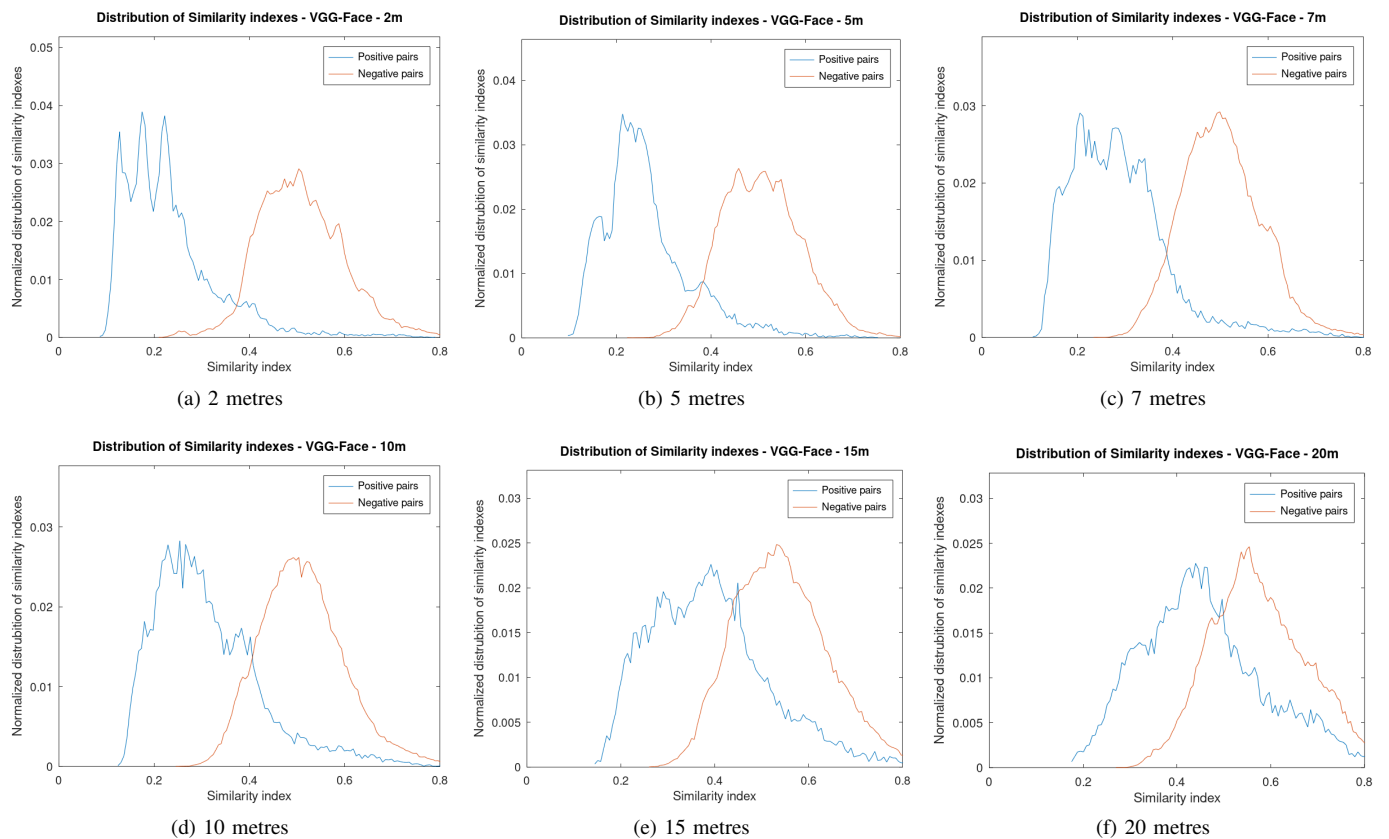 Distribution of Similarity indexes - VGG-Face - 2m
Normalized distrubition of similarity indexes
0.05
0.04
0.03
0.02
0.01
0
0 0.2 0.4 0.6 0.8
Similarity index
Positive pairs
Negative pairs
(a) 2 metres
Distribution of Similarity indexes - VGG-Face - 5m
Normalized distrubition of similarity indexes
0.04
0.03
0.02
0.01
0
0 0.2 0.4 0.6 0.8
Similarity index
Positive pairs
Negative pairs
(b) 5 metres
Distribution of Similarity indexes - VGG-Face - 7m
Normalized distrubition of similarity indexes
0.03
0.02
0.01
0
0 0.2 0.4 0.6 0.8
Similarity index
Positive pairs
Negative pairs
(c) 7 metres
Distribution of Similarity indexes - VGG-Face - 10m
Normalized distrubition of similarity indexes
0.03
0.02
0.01
0
0 0.2 0.4 0.6 0.8
Similarity index
Positive pairs
Negative pairs
(d) 10 metres
Distribution of Similarity indexes - VGG-Face - 15m
Normalized distrubition of similarity indexes
0.03
0.025
0.02
0.015
0.01
0.005
0
0 0.2 0.4 0.6 0.8
Similarity index
Positive pairs
Negative pairs
(e) 15 metres
Distribution of Similarity indexes - VGG-Face - 20m
Normalized distrubition of similarity indexes
0.03
0.025
0.02
0.015
0.01
0.005
0
0 0.2 0.4 0.6 0.8
Similarity index
Positive pairs
Negative pairs
(f) 20 metres